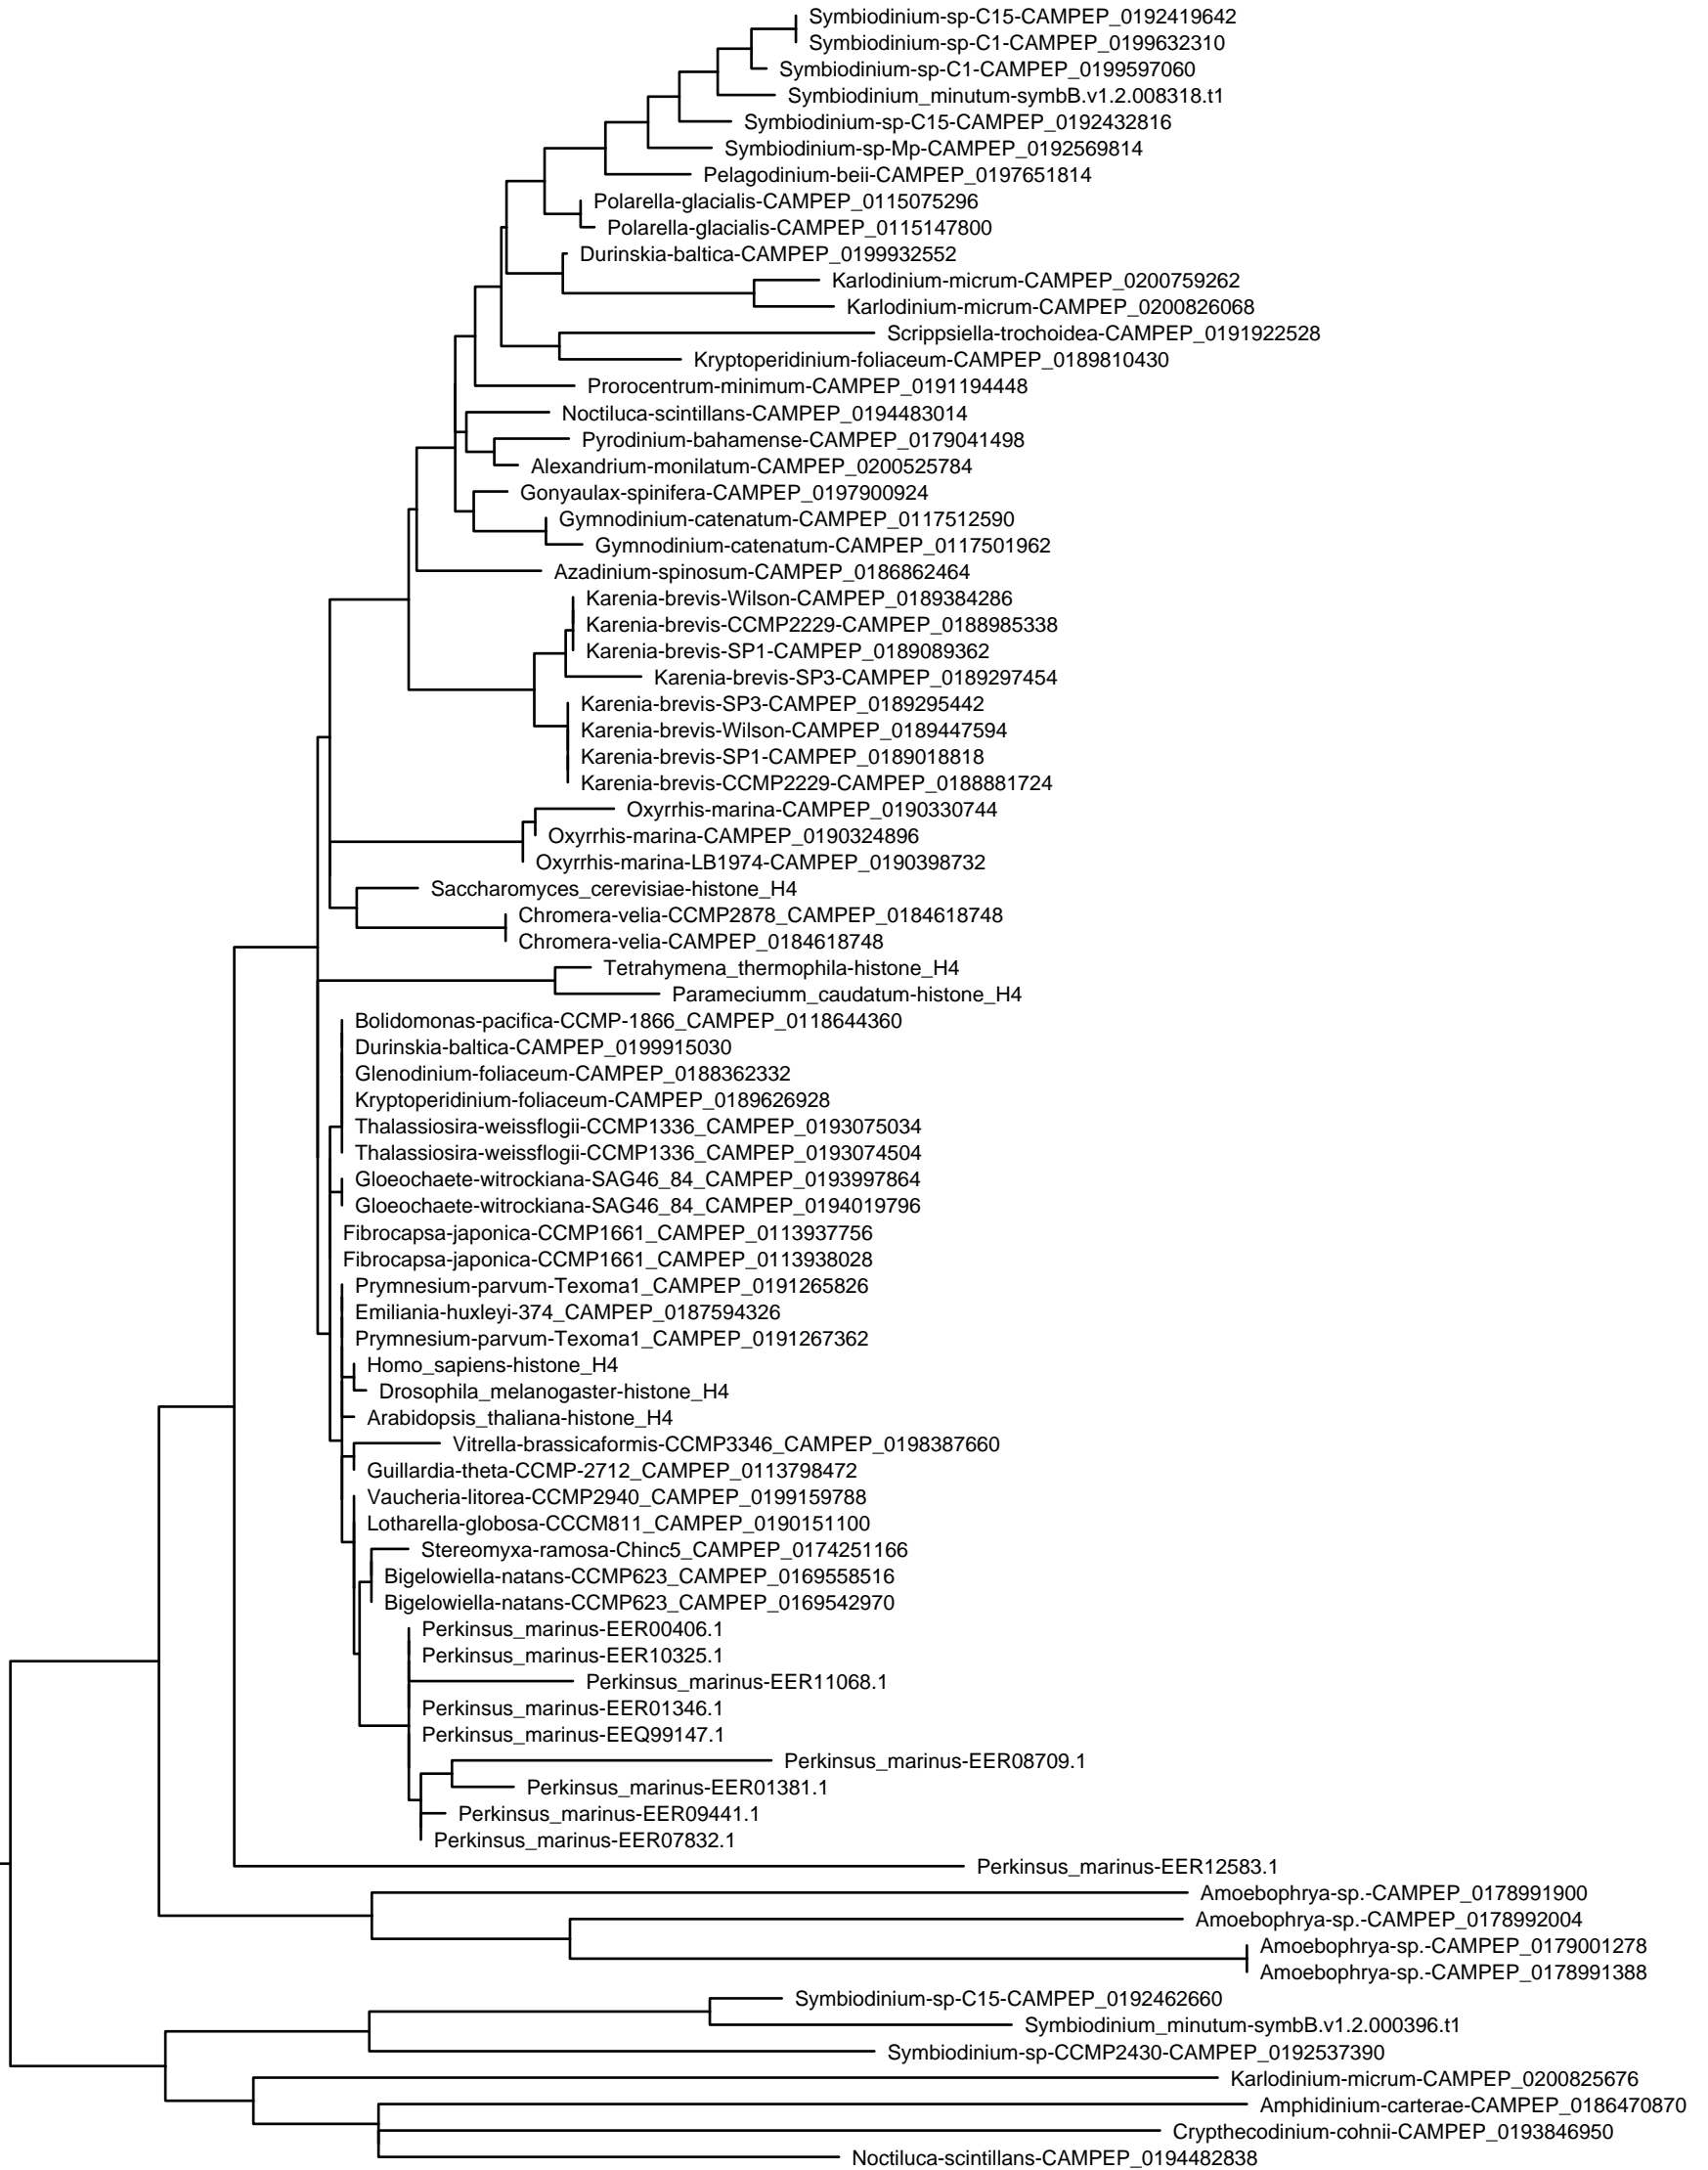 Symbiodinium-sp-C15-CAMPEP_0192419642
Symbiodinium-sp-C1-CAMPEP_0199632310
Symbiodinium-sp-C1-CAMPEP_0199597060
Symbiodinium_minutum-symbB.v1.2.008318.t1
Symbiodinium-sp-C15-CAMPEP_0192432816
Symbiodinium-sp-Mp-CAMPEP_0192569814
Pelagodinium-beii-CAMPEP_0197651814
Polarella-glacialis-CAMPEP_0115075296
Polarella-glacialis-CAMPEP_0115147800
Durinskia-baltica-CAMPEP_0199932552
Karlodinium-micrum-CAMPEP_0200759262
Karlodinium-micrum-CAMPEP_0200826068
Scrippsiella-trochoidea-CAMPEP_0191922528
Kryptoperidinium-foliaceum-CAMPEP_0189810430
Prorocentrum-minimum-CAMPEP_0191194448
Noctiluca-scintillans-CAMPEP_0194483014
Pyrodinium-bahamense-CAMPEP_0179041498
Alexandrium-monilatum-CAMPEP_0200525784
Gonyaulax-spinifera-CAMPEP_0197900924
Gymnodinium-catenatum-CAMPEP_0117512590
Gymnodinium-catenatum-CAMPEP_0117501962
Azadinium-spinosum-CAMPEP_0186862464
Karenia-brevis-Wilson-CAMPEP_0189384286
Karenia-brevis-CCMP2229-CAMPEP_0188985338
Karenia-brevis-SP1-CAMPEP_0189089362
Karenia-brevis-SP3-CAMPEP_0189297454
Karenia-brevis-SP3-CAMPEP_0189295442
Karenia-brevis-Wilson-CAMPEP_0189447594
Karenia-brevis-SP1-CAMPEP_0189018818
Karenia-brevis-CCMP2229-CAMPEP_0188881724
Oxyrrhis-marina-CAMPEP_0190330744
Oxyrrhis-marina-CAMPEP_0190324896
Oxyrrhis-marina-LB1974-CAMPEP_0190398732
Saccharomyces_cerevisiae-histone_H4
Chromera-velia-CCMP2878_CAMPEP_0184618748
Chromera-velia-CAMPEP_0184618748
Tetrahymena_thermophila-histone_H4
Parameciumm_caudatum-histone_H4
Bolidomonas-pacifica-CCMP-1866_CAMPEP_0118644360
Durinskia-baltica-CAMPEP_0199915030
Glenodinium-foliaceum-CAMPEP_0188362332
Kryptoperidinium-foliaceum-CAMPEP_0189626928
Thalassiosira-weissflogii-CCMP1336_CAMPEP_0193075034
Thalassiosira-weissflogii-CCMP1336_CAMPEP_0193074504
Gloeochaete-witrockiana-SAG46_84_CAMPEP_0193997864
Gloeochaete-witrockiana-SAG46_84_CAMPEP_0194019796
Fibrocapsa-japonica-CCMP1661_CAMPEP_0113937756
Fibrocapsa-japonica-CCMP1661_CAMPEP_0113938028
Prymnesium-parvum-Texoma1_CAMPEP_0191265826
Emiliania-huxleyi-374_CAMPEP_0187594326
Prymnesium-parvum-Texoma1_CAMPEP_0191267362
Homo_sapiens-histone_H4
Drosophila_melanogaster-histone_H4
Arabidopsis_thaliana-histone_H4
Vitrella-brassicaformis-CCMP3346_CAMPEP_0198387660
Guillardia-theta-CCMP-2712_CAMPEP_0113798472
Vaucheria-litorea-CCMP2940_CAMPEP_0199159788
Lotharella-globosa-CCCM811_CAMPEP_0190151100
Stereomyxa-ramosa-Chinc5_CAMPEP_0174251166
Bigelowiella-natans-CCMP623_CAMPEP_0169558516
Bigelowiella-natans-CCMP623_CAMPEP_0169542970
Perkinsus_marinus-EER00406.1
Perkinsus_marinus-EER10325.1
Perkinsus_marinus-EER11068.1
Perkinsus_marinus-EER01346.1
Perkinsus_marinus-EEQ99147.1
Perkinsus_marinus-EER08709.1
Perkinsus_marinus-EER01381.1
Perkinsus_marinus-EER09441.1
Perkinsus_marinus-EER07832.1
Perkinsus_marinus-EER12583.1
Amoebophrya-sp.-CAMPEP_0178991900
Amoebophrya-sp.-CAMPEP_0178992004
Amoebophrya-sp.-CAMPEP_0179001278
Amoebophrya-sp.-CAMPEP_0178991388
Symbiodinium-sp-C15-CAMPEP_0192462660
Symbiodinium_minutum-symbB.v1.2.000396.t1
Symbiodinium-sp-CCMP2430-CAMPEP_0192537390
Karlodinium-micrum-CAMPEP_0200825676
Amphidinium-carterae-CAMPEP_0186470870
Crypthecodinium-cohnii-CAMPEP_0193846950
Noctiluca-scintillans-CAMPEP_0194482838